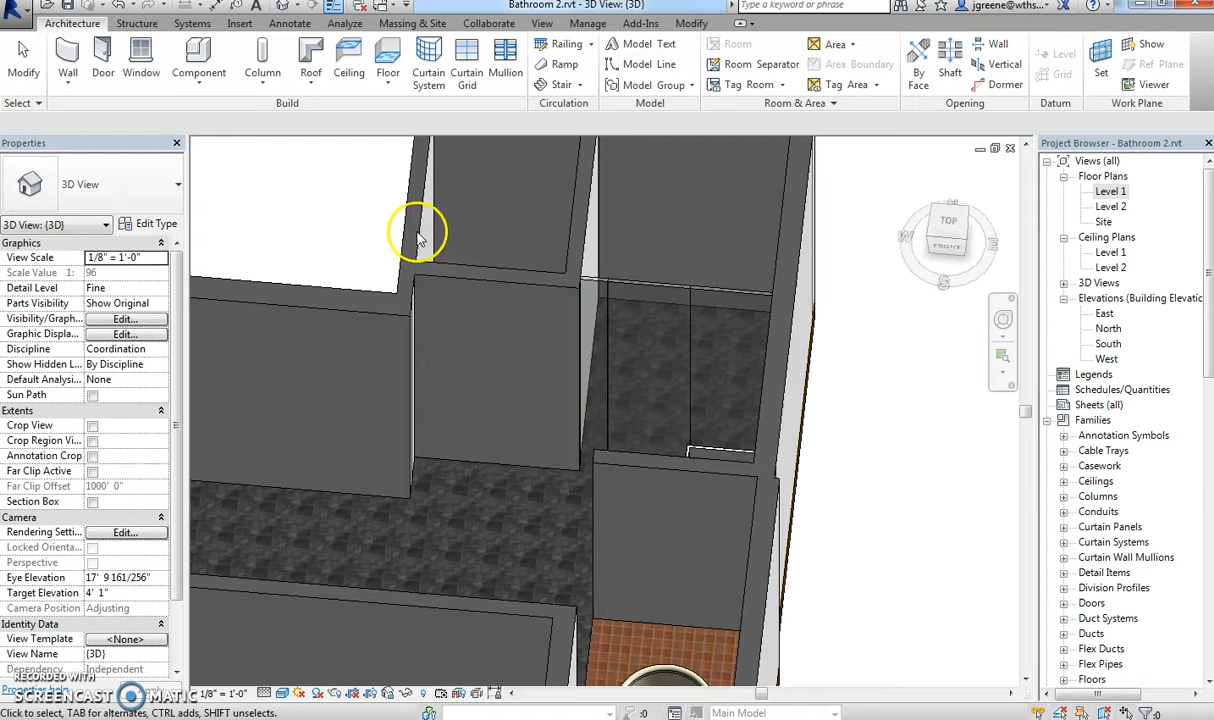 Bathroom 2.rvt - 3D View: {3D}
Type a keyword or phrase
jgreene@wths...
Architecture Structure Systems Insert Annotate Analyze Massing & Site Collaborate View Manage Add-Ins Modify
Modify
Wall
Door
Window
Component
Column
Roof
Ceiling
Floor
Curtain System
Curtain Grid
Mullion
Railing
Ramp
Stair
Model Text
Model Line
Model Group
Room
Room Separator
Tag Room
Area
Area Boundary
Tag Area
By Face
Shaft
Wall
Vertical
Dormer
Level
Grid
Set
Show
Ref Plane
Viewer
Select
Build
Circulation
Model
Room & Area
Opening
Datum
Work Plane
Properties
3D View
3D View: {3D}
Edit Type
Graphics
View Scale 1/8" = 1'-0"
Scale Value 1: 96
Detail Level Fine
Parts Visibility Show Original
Visibility/Graph... Edit...
Graphic Displa... Edit...
Discipline Coordination
Show Hidden L... By Discipline
Default Analysi... None
Sun Path
Extents
Crop View
Crop Region Vi...
Annotation Crop
Far Clip Active
Far Clip Offset 1000' 0"
Section Box
Camera
Rendering Setti... Edit...
Locked Orienta...
Perspective
Eye Elevation 17' 9 161/256"
Target Elevation 4' 1"
Camera Position Adjusting
Identity Data
View Template <None>
View Name {3D}
Dependency Independent
Properties help
RECORDED WITH
SCREENCAST MATIC
1/8" = 1'-0"
Click to select, TAB for alternates, CTRL adds, SHIFT unselects.
:0
Main Model
:0
TOP
FRONT
W
E
S
Project Browser - Bathroom 2.rvt
Views (all)
Floor Plans
Level 1
Level 2
Site
Ceiling Plans
Level 1
Level 2
3D Views
Elevations (Building Elevatic
East
North
South
West
Legends
Schedules/Quantities
Sheets (all)
Families
Annotation Symbols
Cable Trays
Casework
Ceilings
Columns
Conduits
Curtain Panels
Curtain Systems
Curtain Wall Mullions
Detail Items
Division Profiles
Doors
Duct Systems
Ducts
Flex Ducts
Flex Pipes
Floors